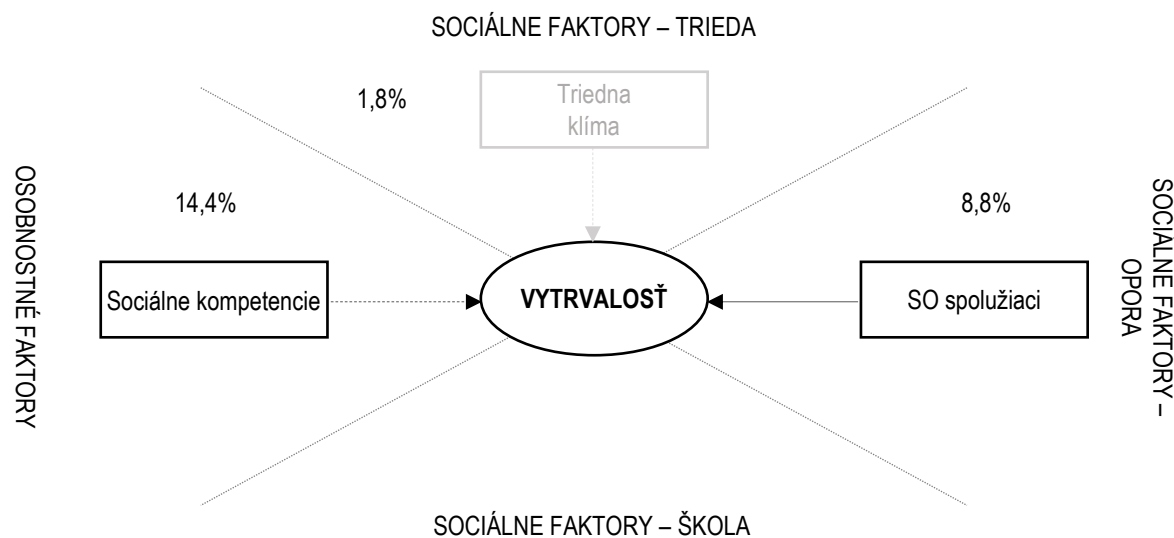 SOCIÁLNE FAKTORY – TRIEDA
1,8%
Triedna
klíma
OSOBNOSTNÉ FAKTORY
14,4%
Sociálne kompetencie
VYTRVALOSŤ
8,8%
SO spolužiaci
SOCIÁLNE FAKTORY –
OPORA
SOCIÁLNE FAKTORY – ŠKOLA